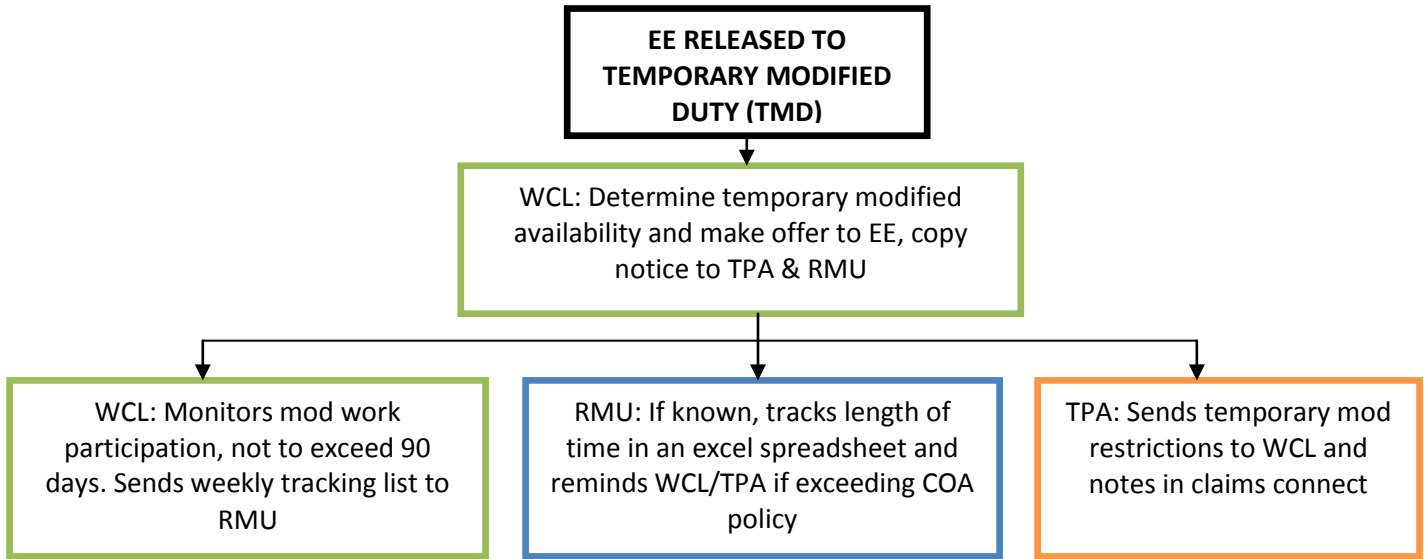 EE RELEASED TO
TEMPORARY MODIFIED
DUTY (TMD)
WCL: Determine temporary modified
availability and make offer to EE, copy
notice to TPA & RMU
WCL: Monitors mod work
participation, not to exceed 90
days. Sends weekly tracking list to
RMU
RMU: If known, tracks length of
time in an excel spreadsheet and
reminds WCL/TPA if exceeding COA
policy
TPA: Sends temporary mod
restrictions to WCL and
notes in claims connect